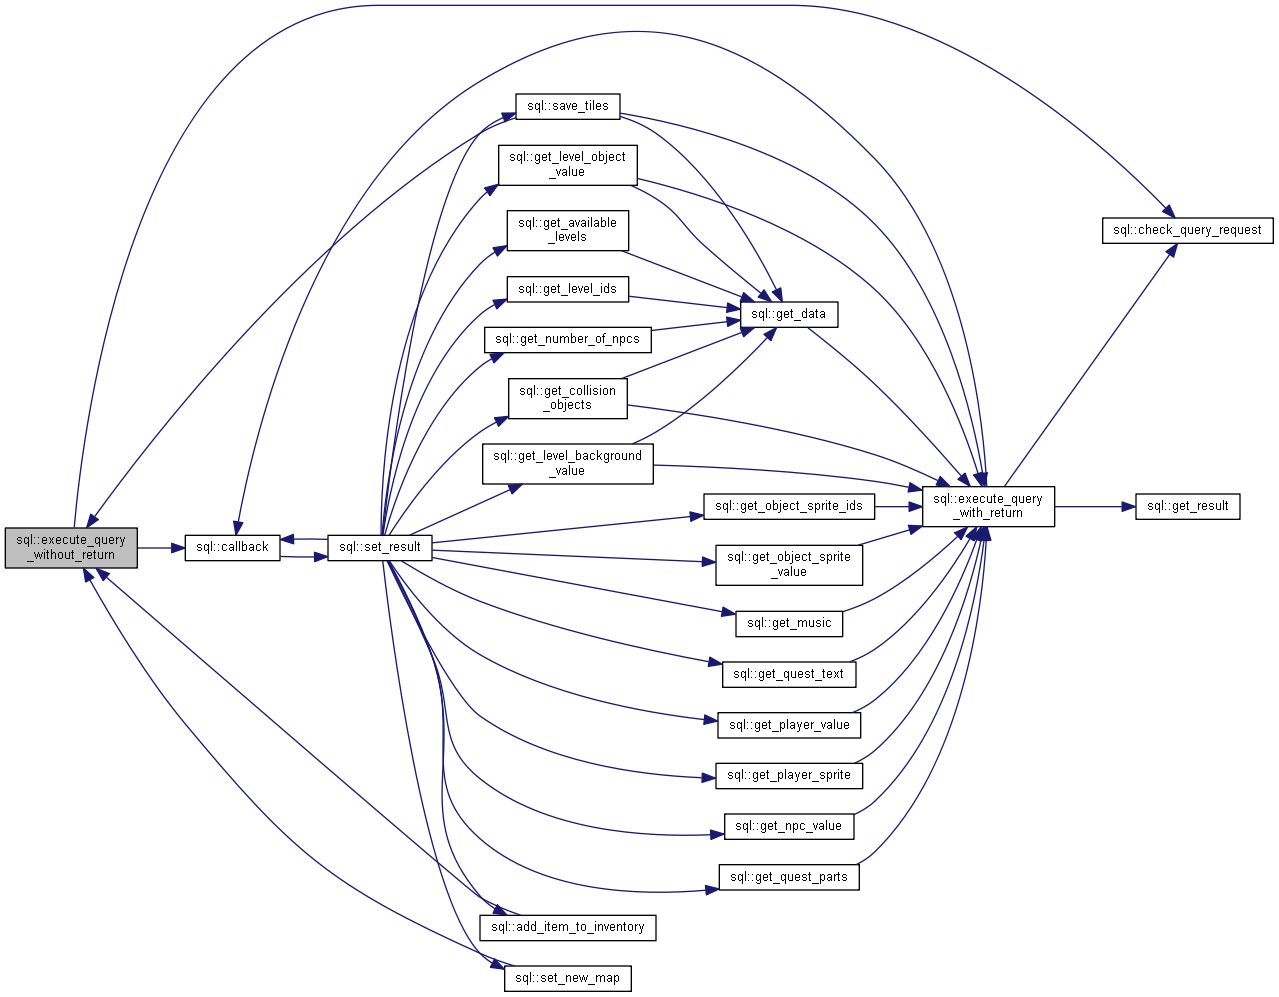 sql::save_tiles
sql::get_level_object
_value
sql::get_available
_levels
sql::check_query_request
sql::get_level_ids
sql::get_data
sql::get_number_of_npcs
sql::get_collision
_objects
sql::get_level_background
_value
sql::get_object_sprite_ids
sql::execute_query
_with_return
sql::get_result
sql::execute_query
_without_return
sql::callback
sql::set_result
sql::get_object_sprite
_value
sql::get_music
sql::get_quest_text
sql::get_player_value
sql::get_player_sprite
sql::get_npc_value
sql::get_quest_parts
sql::add_item_to_inventory
sql::set_new_map